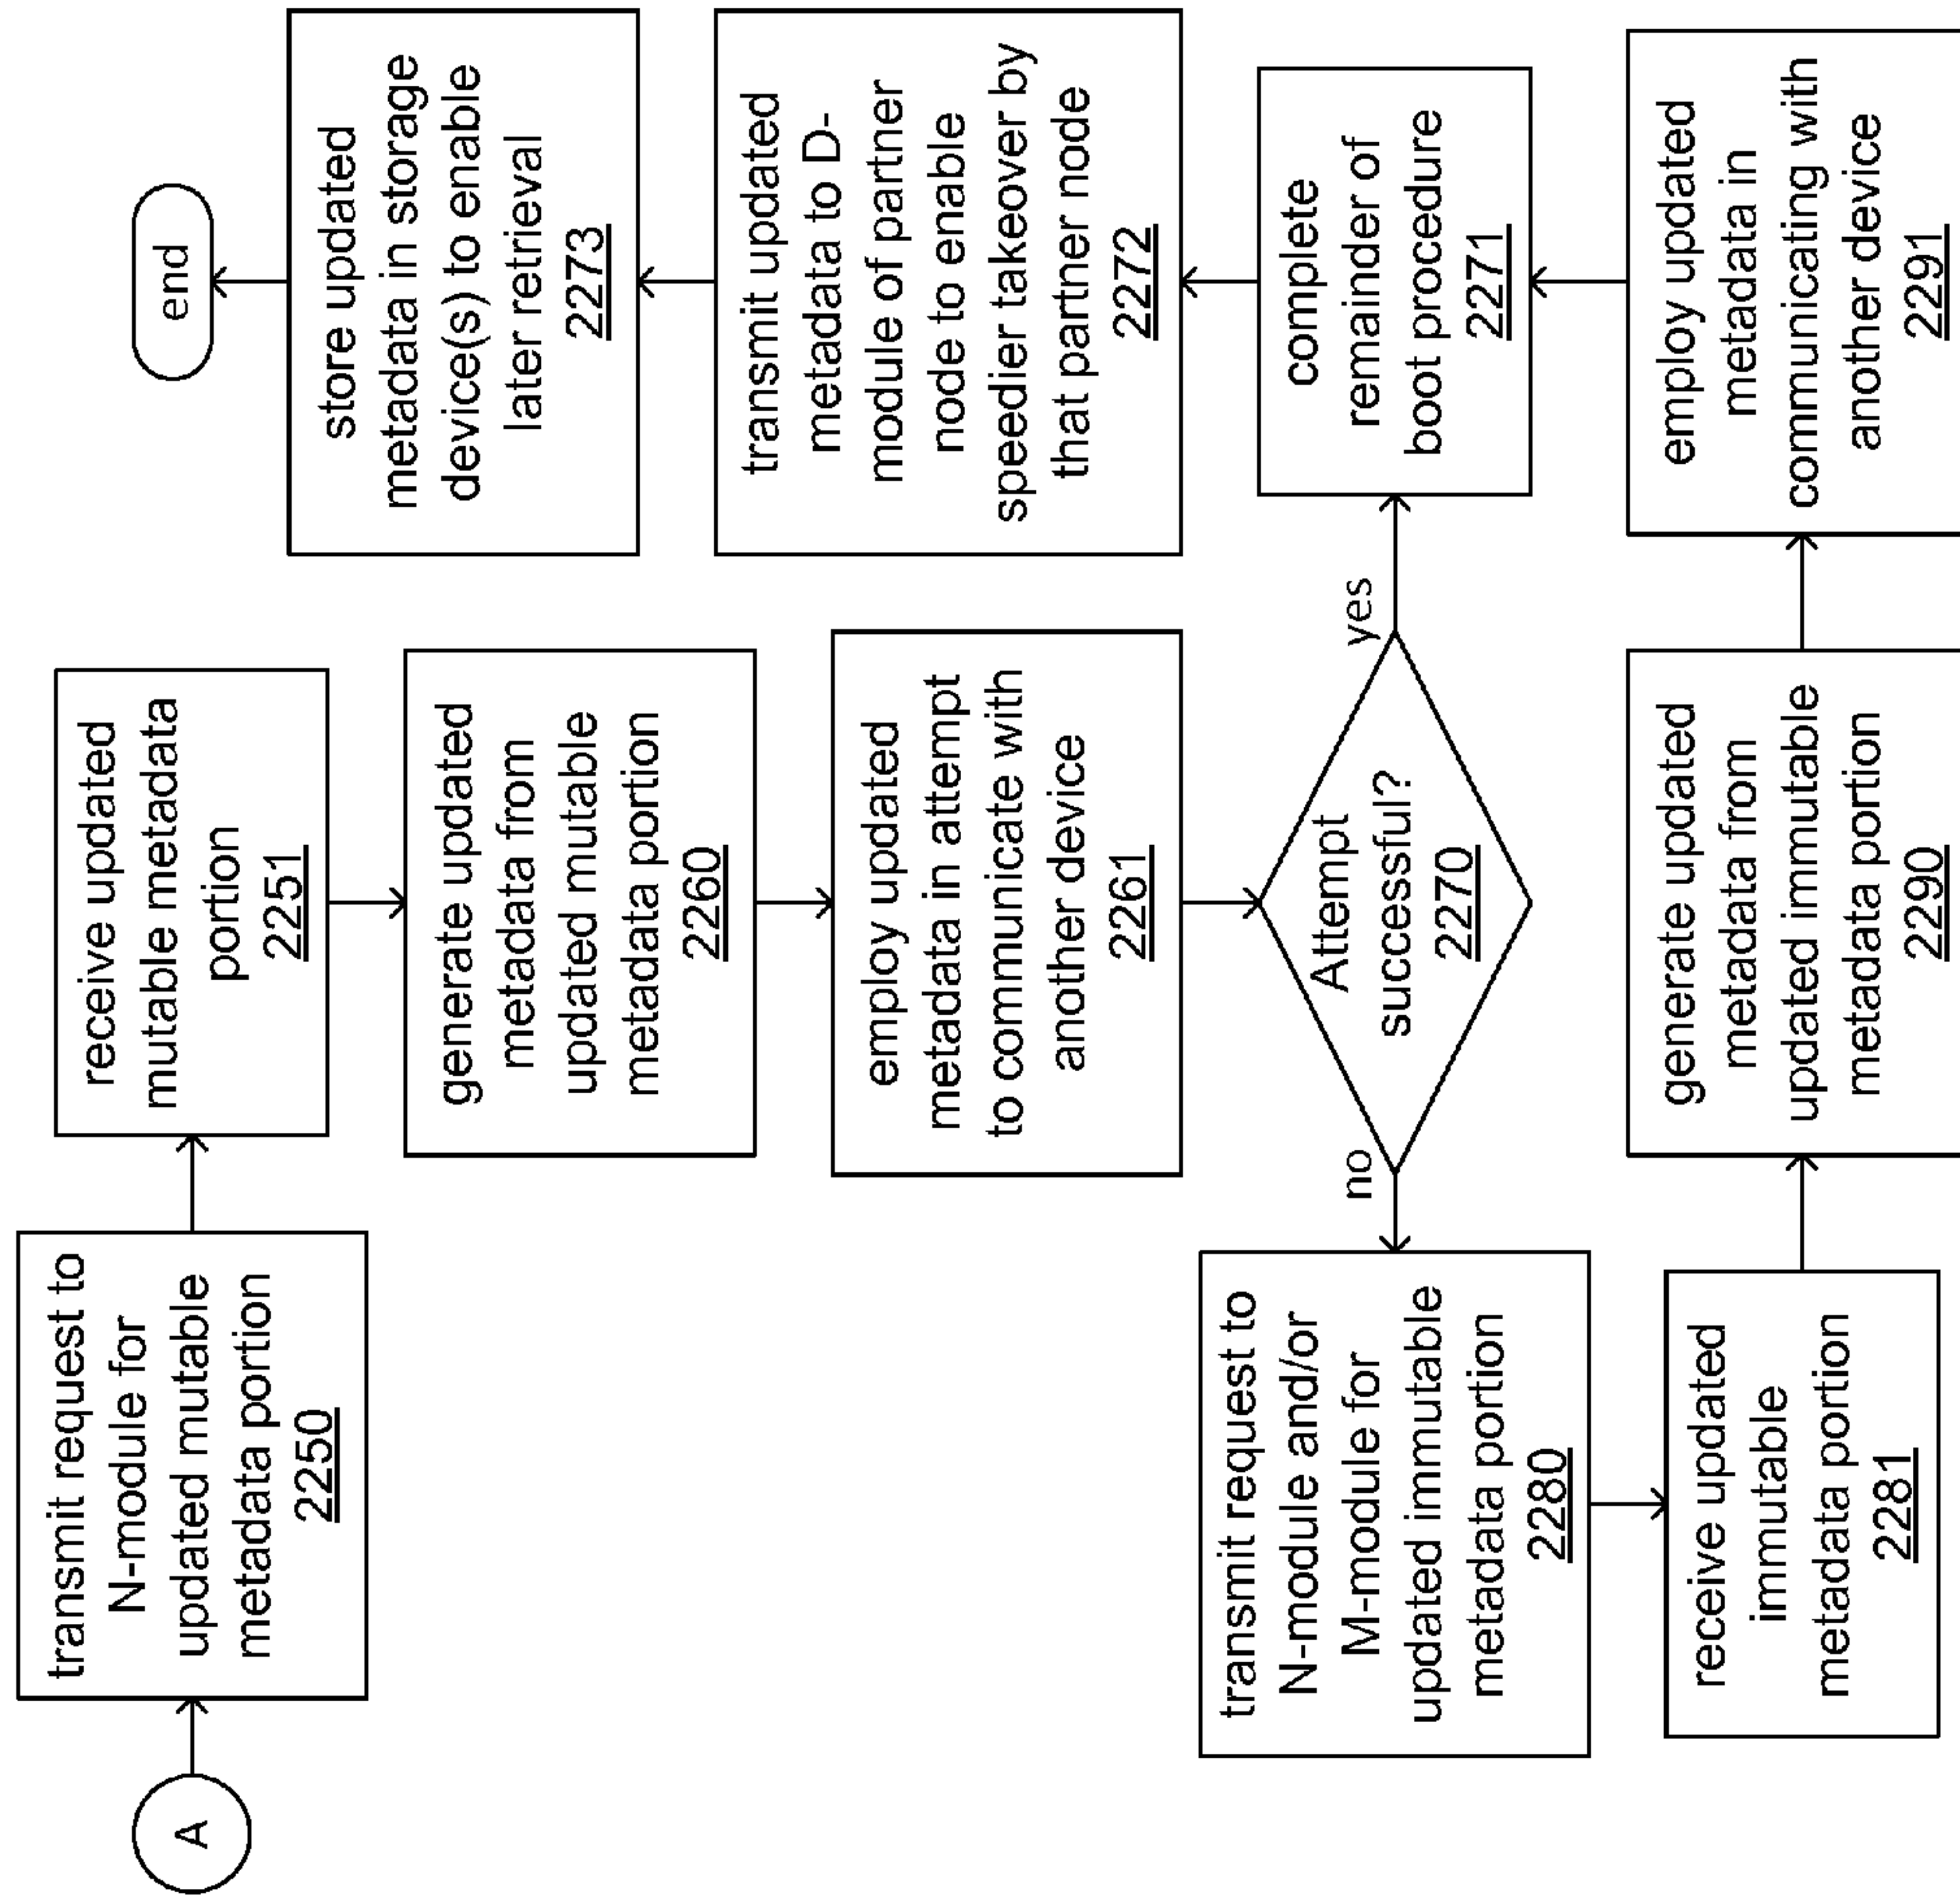 A
transmit request to
N-module for
updated mutable
metadata portion
2250
receive updated
mutable metadata
portion
2251
generate updated
metadata from
updated mutable
metadata portion
2260
employ updated
metadata in attempt
to communicate with
another device
2261
Attempt
successful?
2270
no
yes
transmit request to
N-module and/or
M-module for
updated immutable
metadata portion
2280
receive updated
immutable
metadata portion
2281
generate updated
metadata from
updated immutable
metadata portion
2290
employ updated
metadata in
communicating with
another device
2291
complete
remainder of
boot procedure
2271
transmit updated
metadata to D-
module of partner
node to enable
speedier takeover by
that partner node
2272
store updated
metadata in storage
device(s) to enable
later retrieval
2273
end